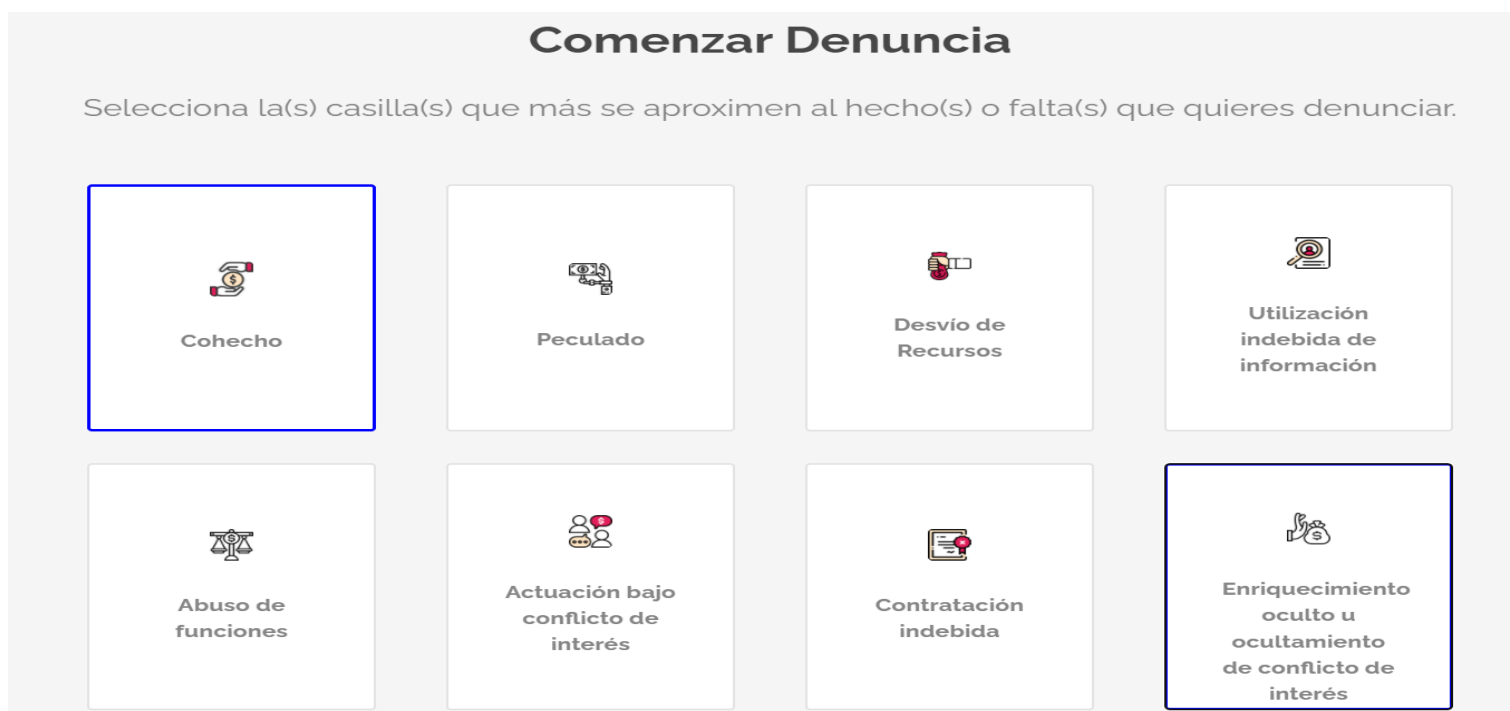 Comenzar Denuncia
Selecciona la(s) casilla(s) que más se aproximen al hecho(s) o falta(s) que quieres denunciar.
Cohecho
Peculado
Desvío de
Recursos
Utilización
indebida de
información
Abuso de
funciones
Actuación bajo
conflicto de
interés
Contratación
indebida
Enriquecimiento
oculto u
ocultamiento
de conflicto de
interés